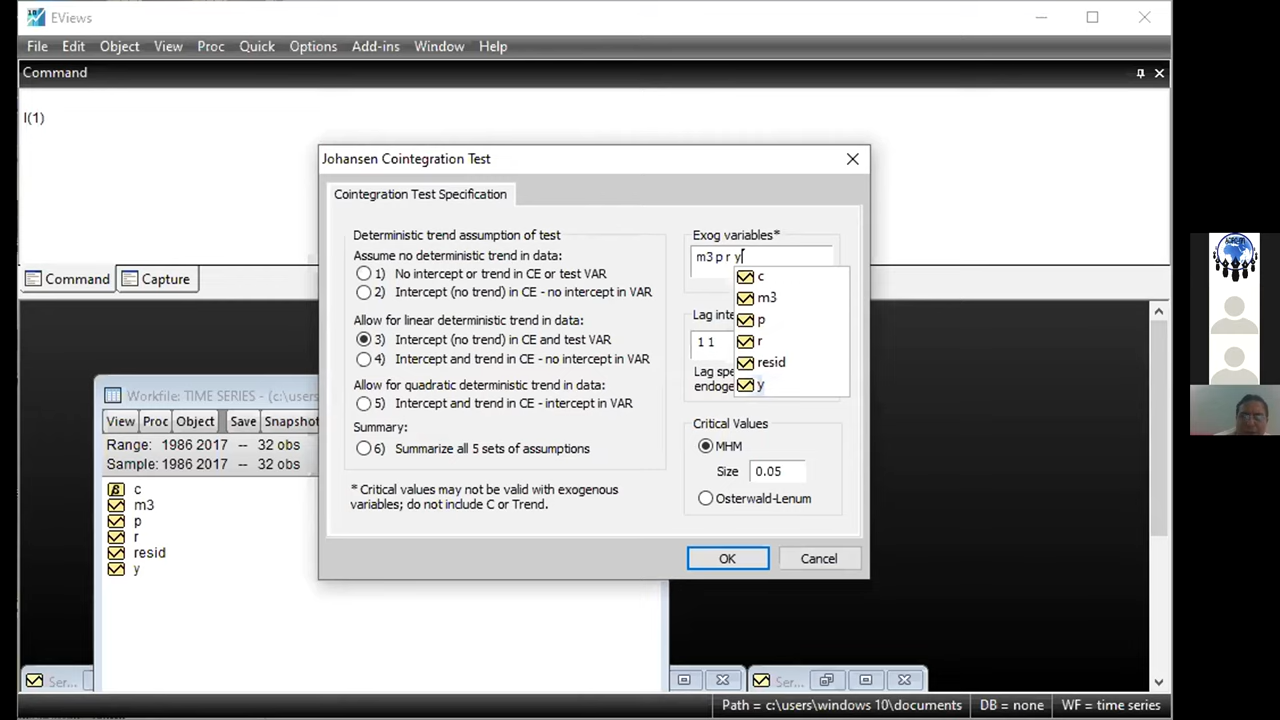 EViews
File Edit Object View Proc Quick Options Add-ins Window Help
Command
I(1)
Command Capture
Johansen Cointegration Test
Cointegration Test Specification
Deterministic trend assumption of test
Assume no deterministic trend in data:
1) No intercept or trend in CE or test VAR
2) Intercept (no trend) in CE - no intercept in VAR
Allow for linear deterministic trend in data:
3) Intercept (no trend) in CE and test VAR
4) Intercept and trend in CE - no intercept in VAR
Allow for quadratic deterministic trend in data:
5) Intercept and trend in CE - intercept in VAR
Summary:
6) Summarize all 5 sets of assumptions
* Critical values may not be valid with exogenous
variables; do not include C or Trend.
Exog variables*
m3 p r y
c
m3
p
r
resid
y
Lag inte
1 1
Lag spe
endoge
Critical Values
MHM
Size 0.05
Osterwald-Lenum
OK Cancel
Workfile: TIME SERIES - (c:\users
View Proc Object Save Snapshot
Range: 1986 2017 -- 32 obs
Sample: 1986 2017 -- 32 obs
c
m3
p
r
resid
y
Ser... Ser...
Path = c:\users\windows 10\documents DB = none WF = time series